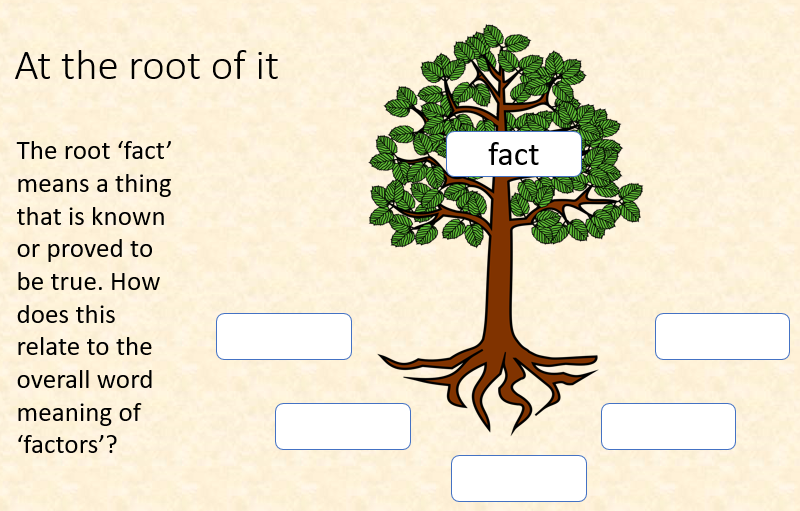 At the root of it
The root ‘fact’
means a thing
that is known
or proved to
be true. How
does this
relate to the
overall word
meaning of
‘factors’?
fact